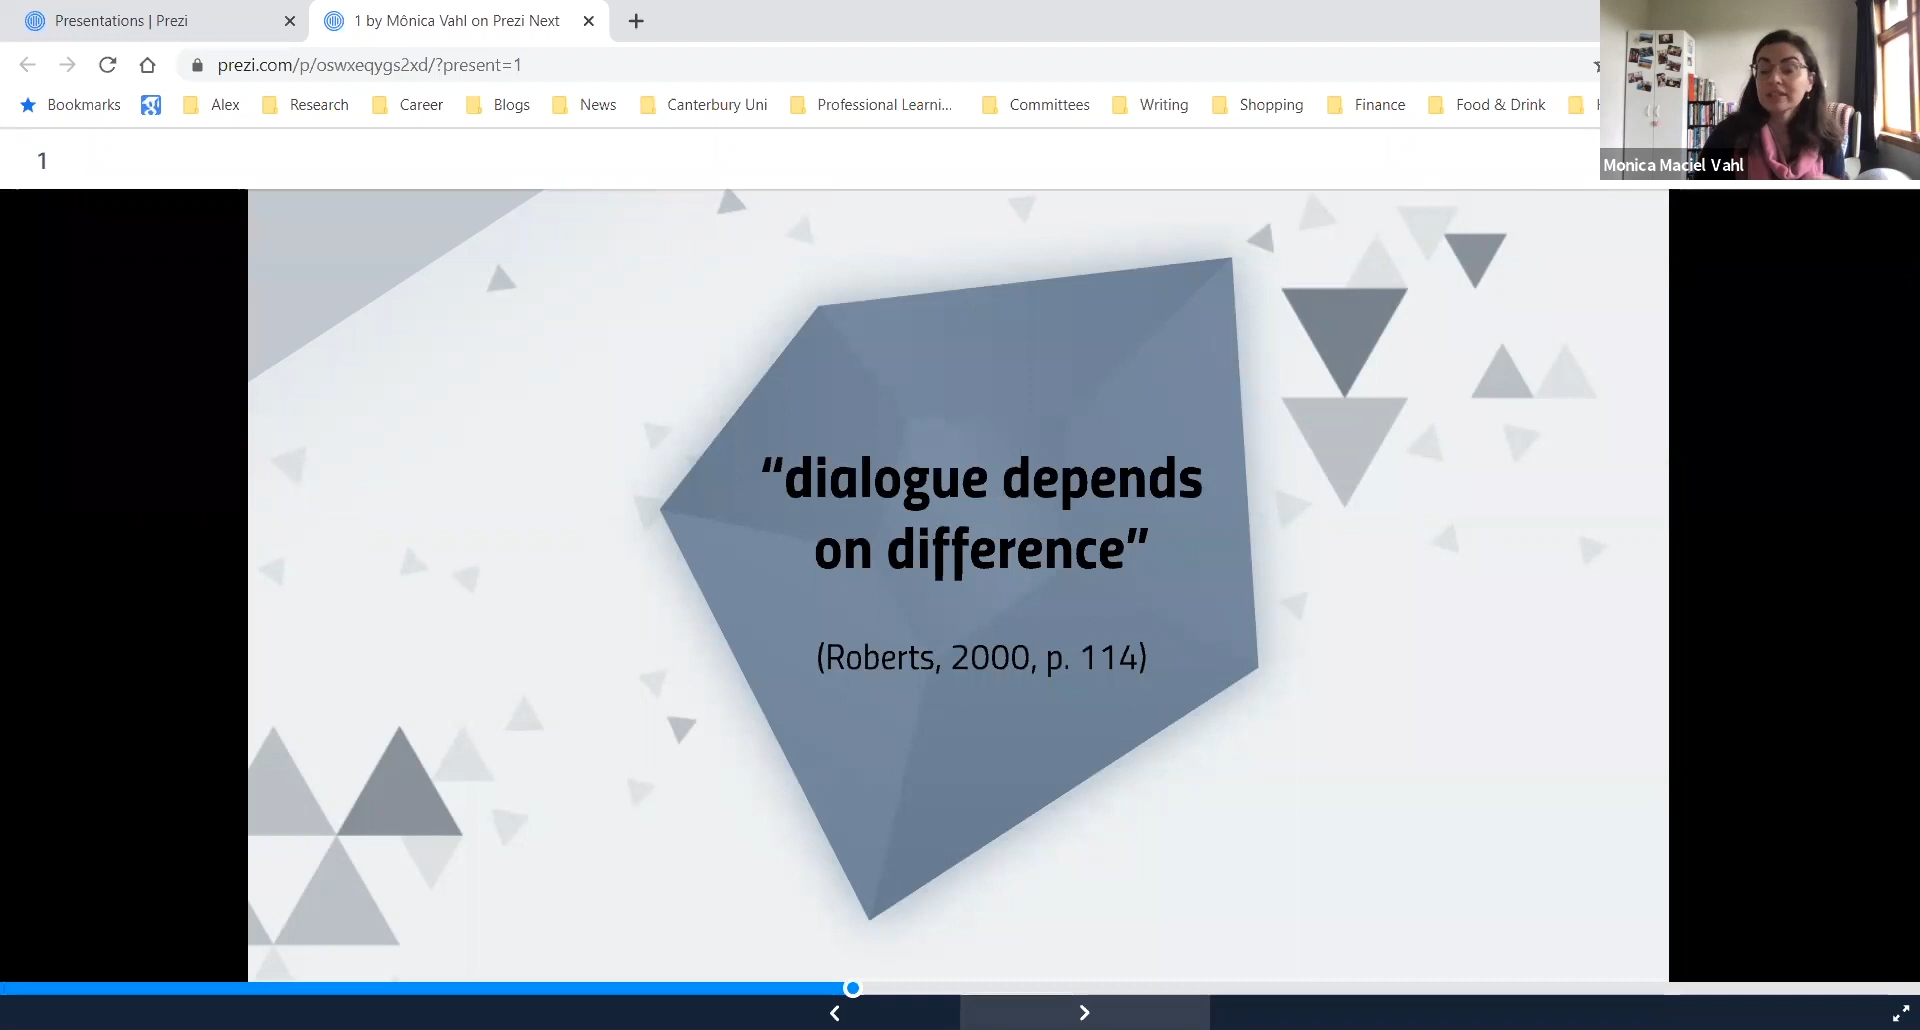 Presentations | Prezi
1 by Mônica Vahl on Prezi Next
prezi.com/p/oswxeqygs2xd/?present=1
Bookmarks
Alex
Research
Career
Blogs
News
Canterbury Uni
Professional Learni...
Committees
Writing
Shopping
Finance
Food & Drink
Monica Maciel Vahl
1
“dialogue depends
on difference”
(Roberts, 2000, p. 114)